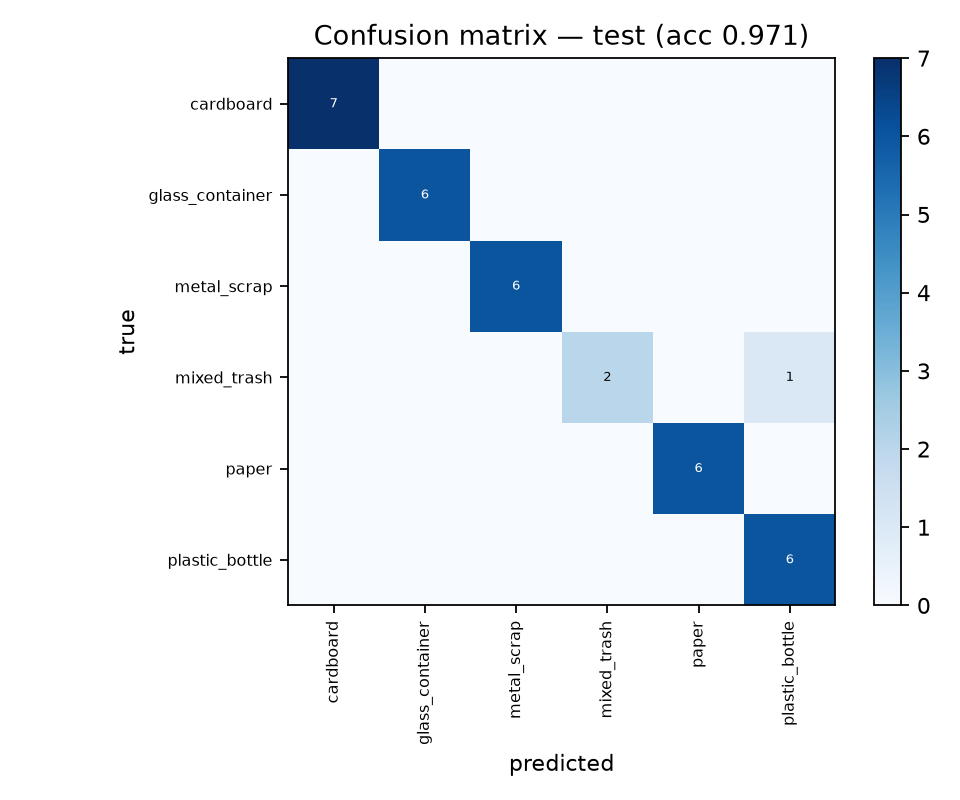 Confusion matrix — test (acc 0.971)
true
cardboard
glass_container
metal_scrap
mixed_trash
paper
plastic_bottle
7
6
6
2
1
6
6
cardboard
glass_container
metal_scrap
mixed_trash
paper
plastic_bottle
predicted
7
6
5
4
3
2
1
0